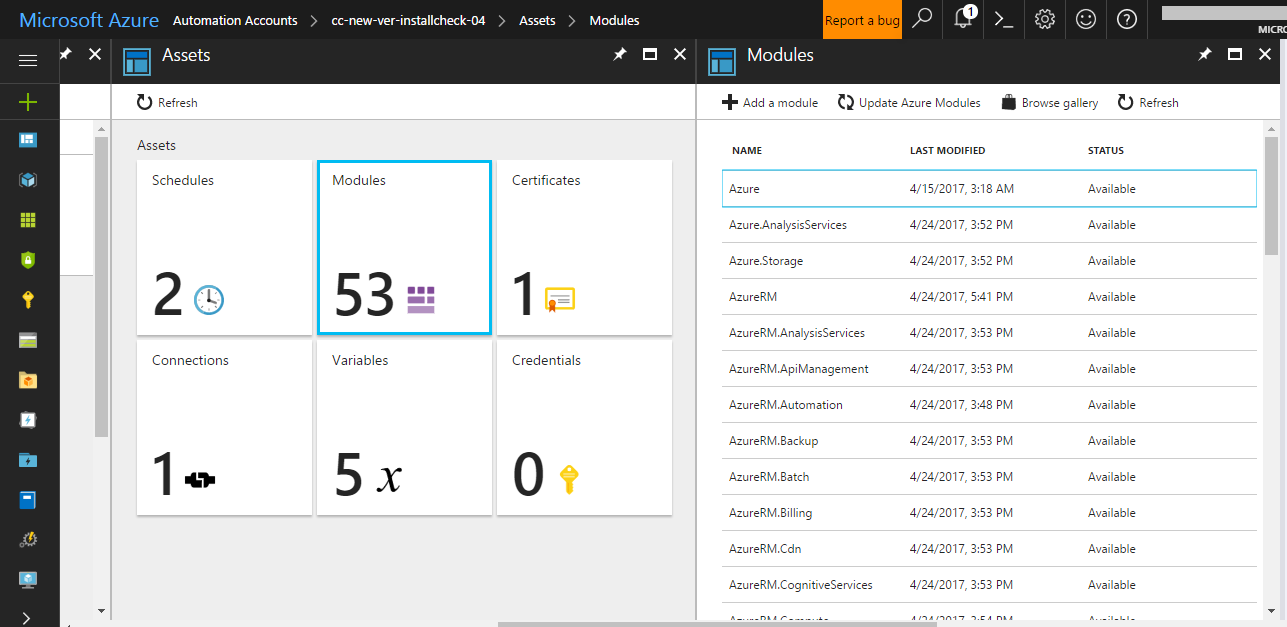 Microsoft Azure Automation Accounts > cc-new-ver-installcheck-04 > Assets > Modules Report a bug 1
Assets
Refresh
Assets
Schedules Modules Certificates
2 53 1
Connections Variables Credentials
1 5 x 0
Modules
Add a module Update Azure Modules Browse gallery Refresh
NAME LAST MODIFIED STATUS
Azure 4/15/2017, 3:18 AM Available
Azure.AnalysisServices 4/24/2017, 3:52 PM Available
Azure.Storage 4/24/2017, 3:52 PM Available
AzureRM 4/24/2017, 5:41 PM Available
AzureRM.AnalysisServices 4/24/2017, 3:53 PM Available
AzureRM.ApiManagement 4/24/2017, 3:53 PM Available
AzureRM.Automation 4/24/2017, 3:48 PM Available
AzureRM.Backup 4/24/2017, 3:53 PM Available
AzureRM.Batch 4/24/2017, 3:53 PM Available
AzureRM.Billing 4/24/2017, 3:53 PM Available
AzureRM.Cdn 4/24/2017, 3:53 PM Available
AzureRM.CognitiveServices 4/24/2017, 3:53 PM Available